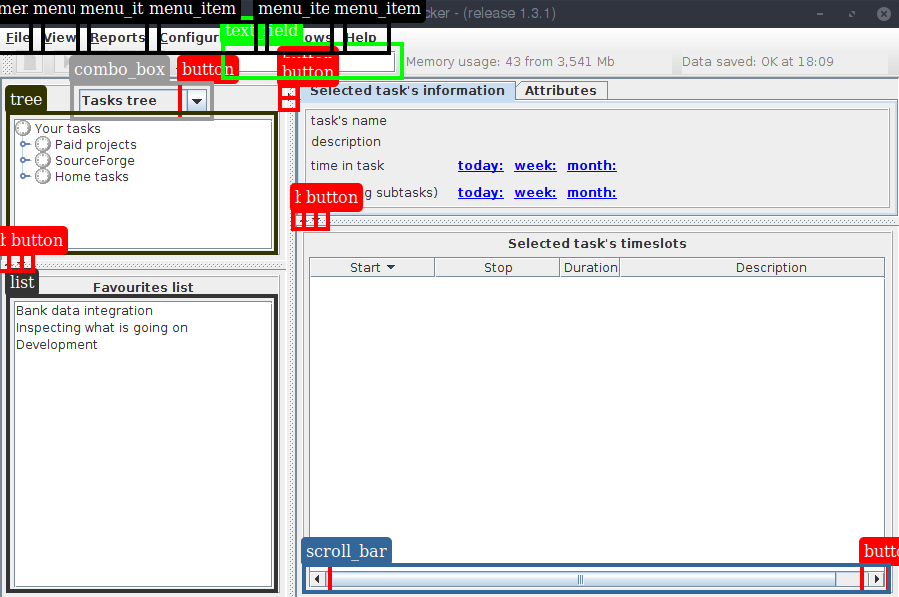 menu_it menu_item menu_ite menu_item cker - (release 1.3.1)
File View Reports Configur ows Help
text_field
combo_box button button Memory usage: 43 from 3,541 Mb Data saved: OK at 18:09
tree Tasks tree Selected task's information Attributes
Your tasks
Paid projects
SourceForge
Home tasks
task's name
description
time in task today: week: month:
button g subtasks) today: week: month:
button
Selected task's timeslots
Start Stop Duration Description
list Favourites list
Bank data integration
Inspecting what is going on
Development
scroll_bar butto